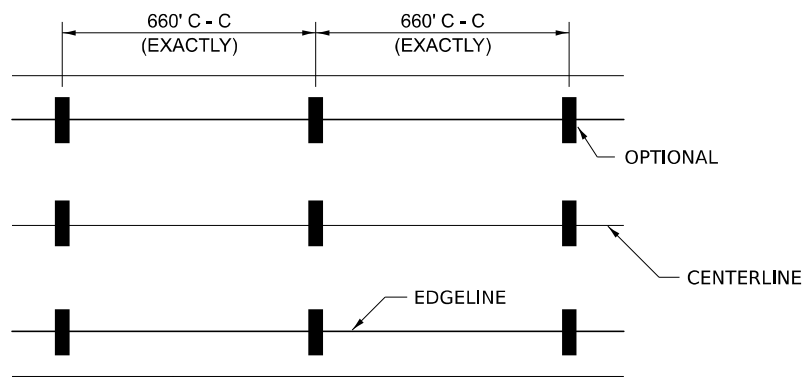 660' C - C
(EXACTLY)
660' C - C
(EXACTLY)
OPTIONAL
CENTERLINE
EDGELINE